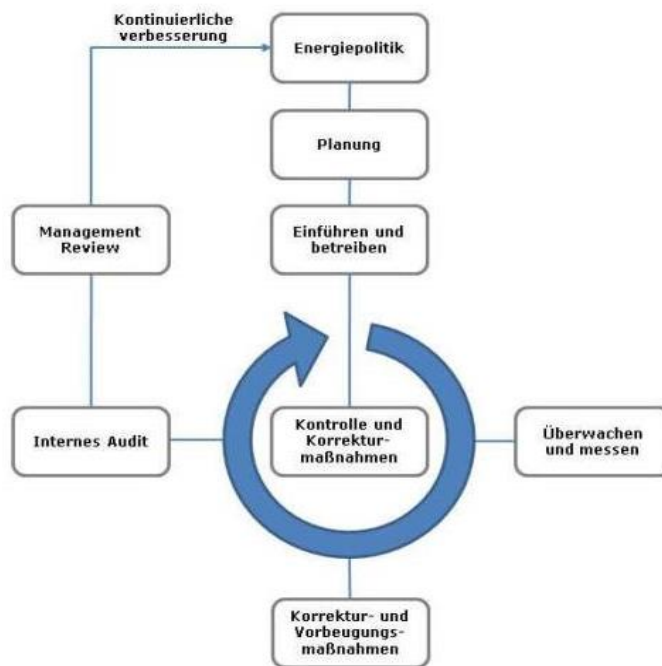 Kontinuierliche
verbesserung
Energiepolitik
Planung
Management
Review
Einführen und
betreiben
Internes Audit
Kontrolle und
Korrektur-
maßnahmen
Überwachen
und messen
Korrektur- und
Vorbeugungs-
maßnahmen